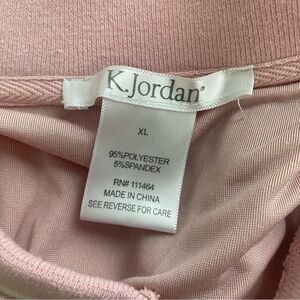 K.Jordan®
XL
95%POLYESTER
5%SPANDEX
RN# 111464
MADE IN CHINA
SEE REVERSE FOR CARE